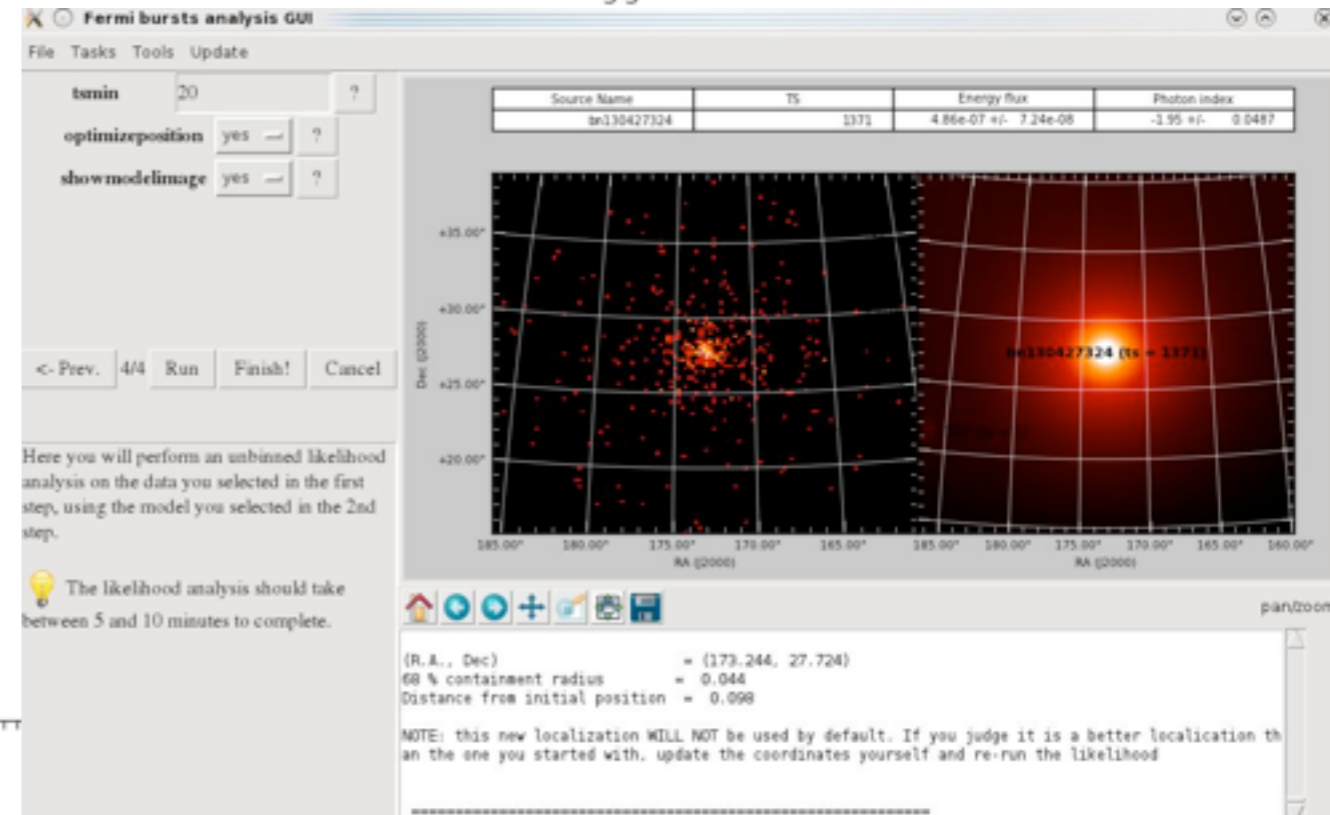 Fermi bursts analysis GUI
File Tasks Tools Update
tsmin 20 ?
optimizeposition yes ?
showmodelimage yes ?
<- Prev. 4/4 Run Finish! Cancel
Here you will perform an unbinned likelihood
analysis on the data you selected in the first
step, using the model you selected in the 2nd
step.
The likelihood analysis should take
between 5 and 10 minutes to complete.
Source Name TS Energy flux Photon index
bn130427324 1371 4.86e-07 +/- 7.24e-08 -1.95 +/- 0.0487
+35.00°
+30.00°
+25.00°
+20.00°
Dec (J2000)
bn130427324 (ts = 1371)
185.00° 180.00° 175.00° 170.00° 165.00° 185.00° 180.00° 175.00° 170.00° 165.00° 160.00°
RA (J2000) RA (J2000)
pan/zoom
(R.A., Dec) = (173.244, 27.724)
68 % containment radius = 0.044
Distance from initial position = 0.098
NOTE: this new localization WILL NOT be used by default. If you judge it is a better localication th
an the one you started with, update the coordinates yourself and re-run the likelihood
==============================================================